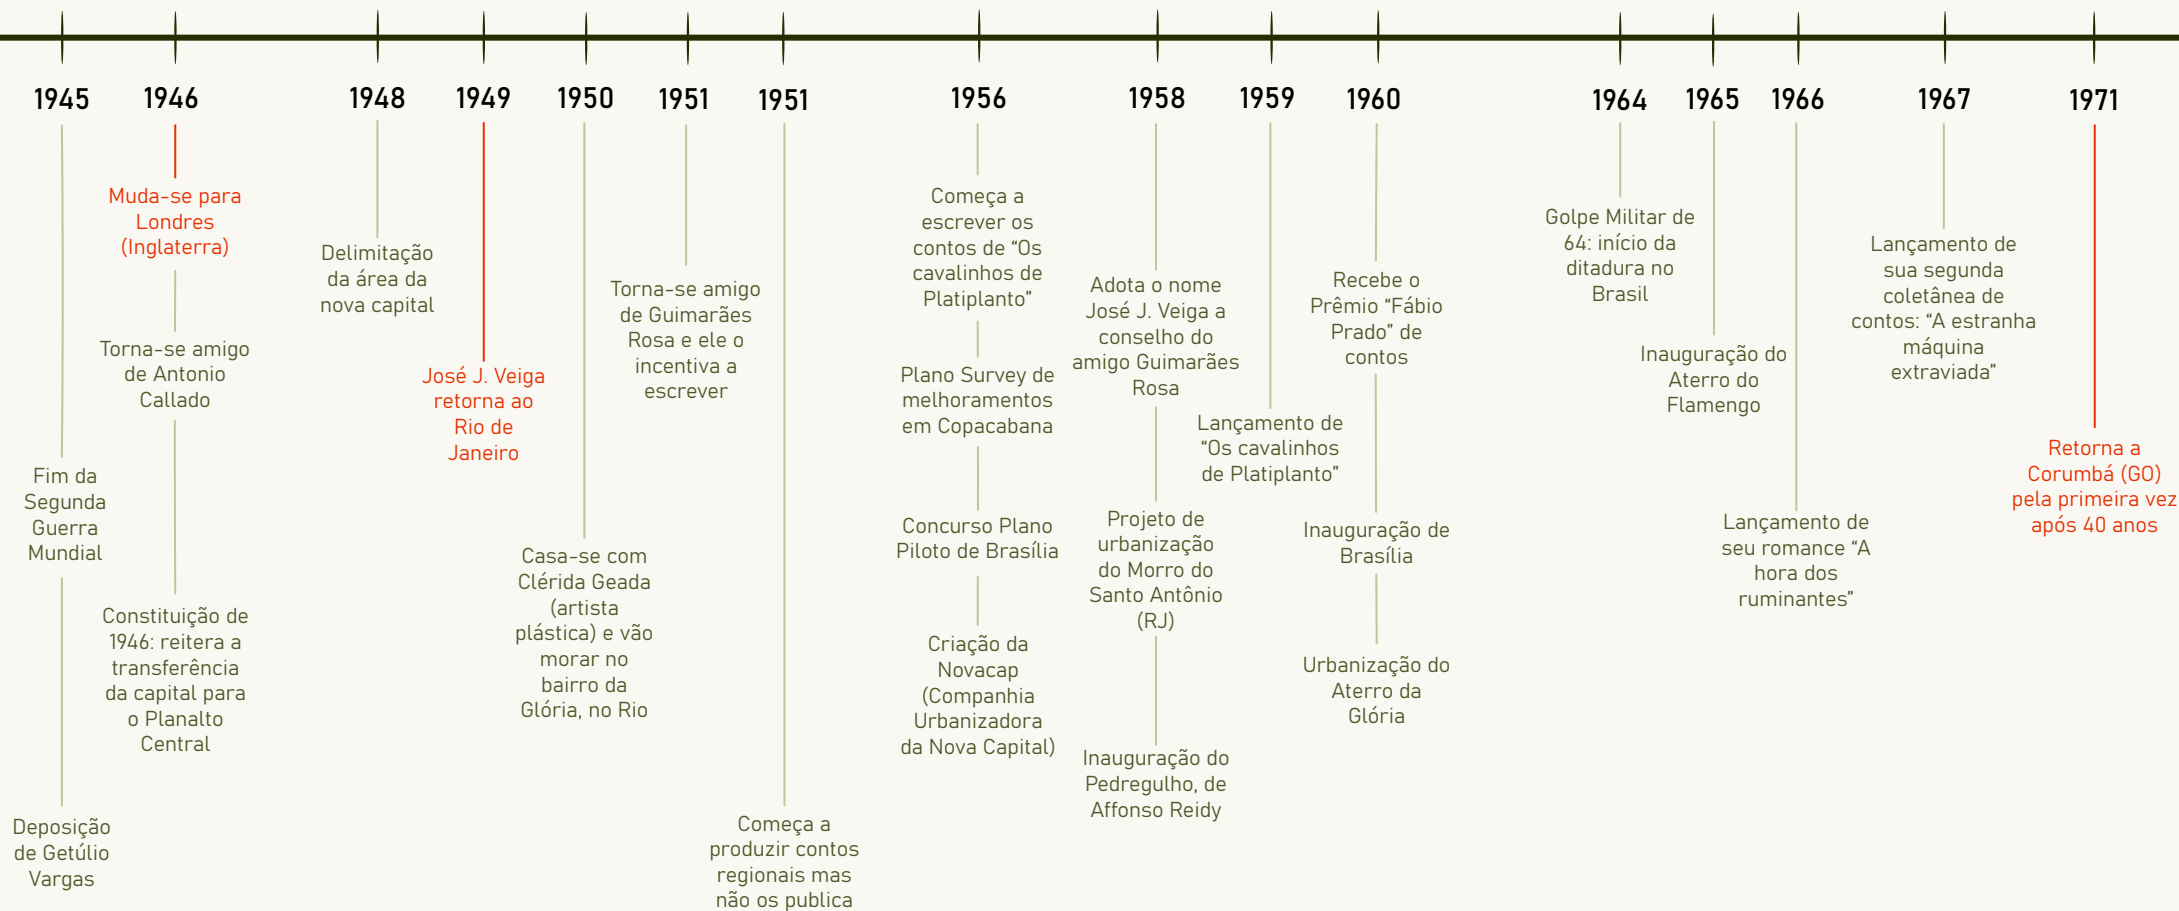 1945
Fim da
Segunda
Guerra
Mundial
Deposição
de Getúlio
Vargas
1946
Muda-se para
Londres
(Inglaterra)
Torna-se amigo
de Antonio
Callado
Constituição de
1946: reitera a
transferência
da capital para
o Planalto
Central
1948
Delimitação
da área da
nova capital
1949
José J. Veiga
retorna ao
Rio de
Janeiro
1950
Casa-se com
Clérida Geada
(artista
plástica) e vão
morar no
bairro da
Glória, no Rio
1951
Torna-se amigo
de Guimarães
Rosa e ele o
incentiva a
escrever
1951
Começa a
produzir contos
regionais mas
não os publica
1956
Começa a
escrever os
contos de “Os
cavalinhos de
Platiplanto”
Plano Survey de
melhoramentos
em Copacabana
Concurso Plano
Piloto de Brasília
Criação da
Novacap
(Companhia
Urbanizadora
da Nova Capital)
1958
Adota o nome
José J. Veiga a
conselho do
amigo Guimarães
Rosa
Projeto de
urbanização
do Morro do
Santo Antônio
(RJ)
Inauguração do
Pedregulho, de
Affonso Reidy
1959
Lançamento de
“Os cavalinhos
de Platiplanto”
1960
Recebe o
Prêmio “Fábio
Prado” de
contos
Inauguração de
Brasília
Urbanização do
Aterro da
Glória
1964
Golpe Militar de
64: início da
ditadura no
Brasil
1965
Inauguração do
Aterro do
Flamengo
1966
Lançamento de
seu romance “A
hora dos
ruminantes”
1967
Lançamento de
sua segunda
coletânea de
contos: “A estranha
máquina
extraviada”
1971
Retorna a
Corumbá (GO)
pela primeira vez
após 40 anos